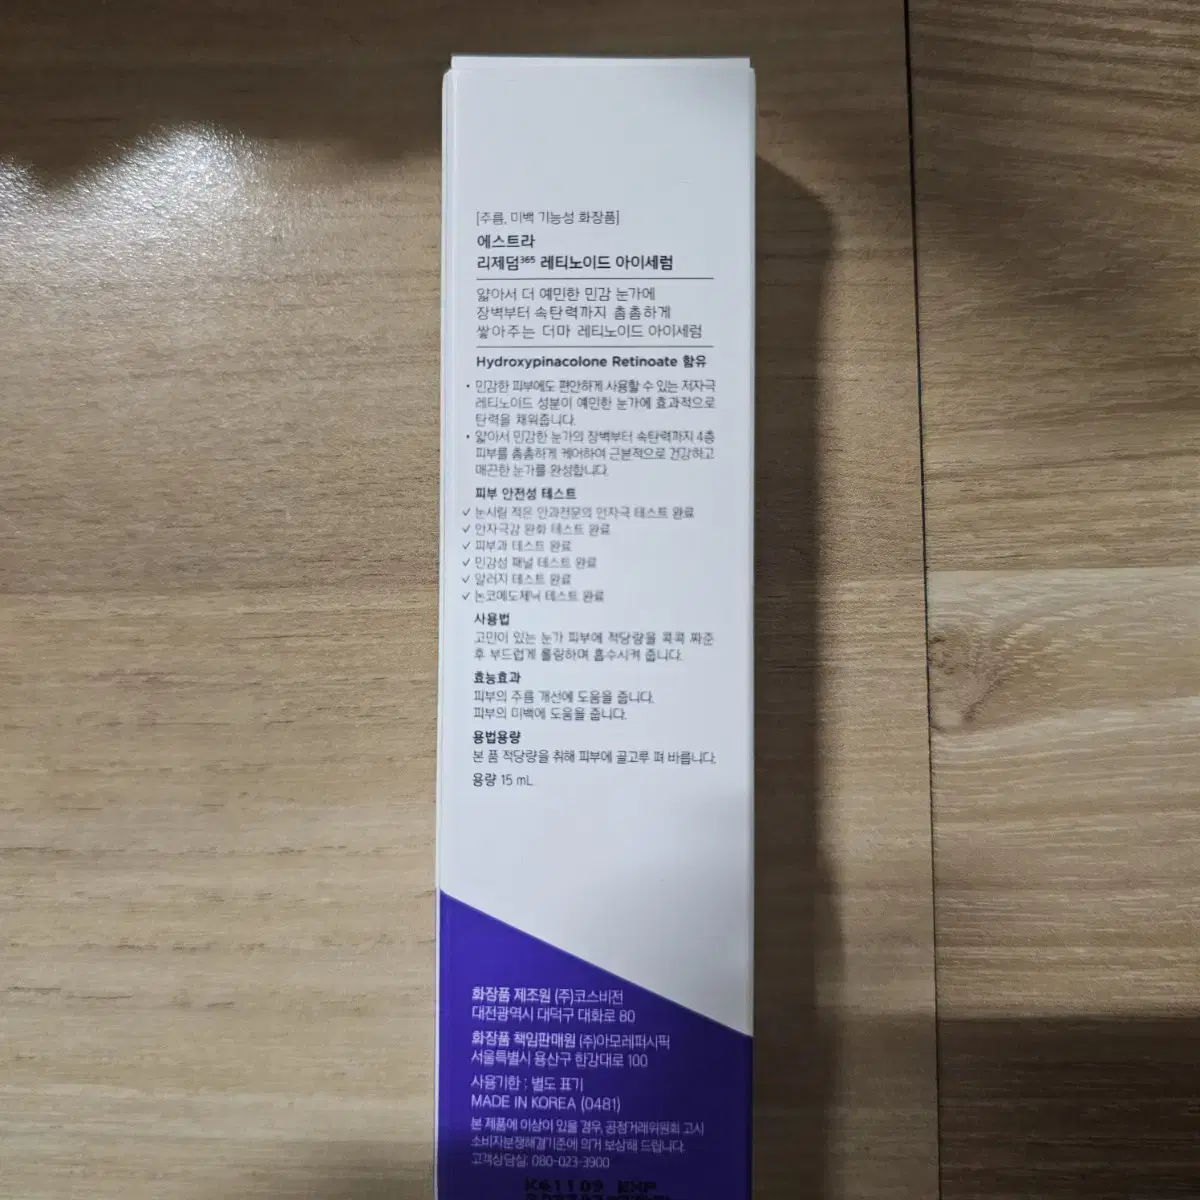 [주름, 미백 기능성 화장품]
에스트라
리제덤³⁶⁵ 레티노이드 아이세럼
얇아서 더 예민한 민감 눈가에
장벽부터 속탄력까지 촘촘하게
쌓아주는 더마 레티노이드 아이세럼
Hydroxypinacolone Retinoate 함유
• 민감한 피부에도 편안하게 사용할 수 있는 저자극
레티노이드 성분이 예민한 눈가에 효과적으로
탄력을 채워줍니다.
• 얇아서 민감한 눈가의 장벽부터 속탄력까지 4층
피부를 촘촘하게 케어하여 근본적으로 건강하고
매끈한 눈가를 완성합니다.
피부 안전성 테스트
✓ 눈시림 적은 안과전문의 안자극 테스트 완료
✓ 안자극감 완화 테스트 완료
✓ 피부과 테스트 완료
✓ 민감성 패널 테스트 완료
✓ 알러지 테스트 완료
✓ 논코메도제닉 테스트 완료
사용법
고민이 있는 눈가 피부에 적당량을 콕콕 짜준
후 부드럽게 롤링하며 흡수시켜 줍니다.
효능효과
피부의 주름 개선에 도움을 줍니다.
피부의 미백에 도움을 줍니다.
용법용량
본 품 적당량을 취해 피부에 골고루 펴 바릅니다.
용량 15 mL
화장품 제조원 (주)코스비전
대전광역시 대덕구 대화로 80
화장품 책임판매원 (주)아모레퍼시픽
서울특별시 용산구 한강대로 100
사용기한 : 별도 표기
MADE IN KOREA (0481)
본 제품에 이상이 있을 경우, 공정거래위원회 고시
소비자분쟁해결기준에 의거 보상해 드립니다.
고객상담실: 080-023-3900
K61109 EXP